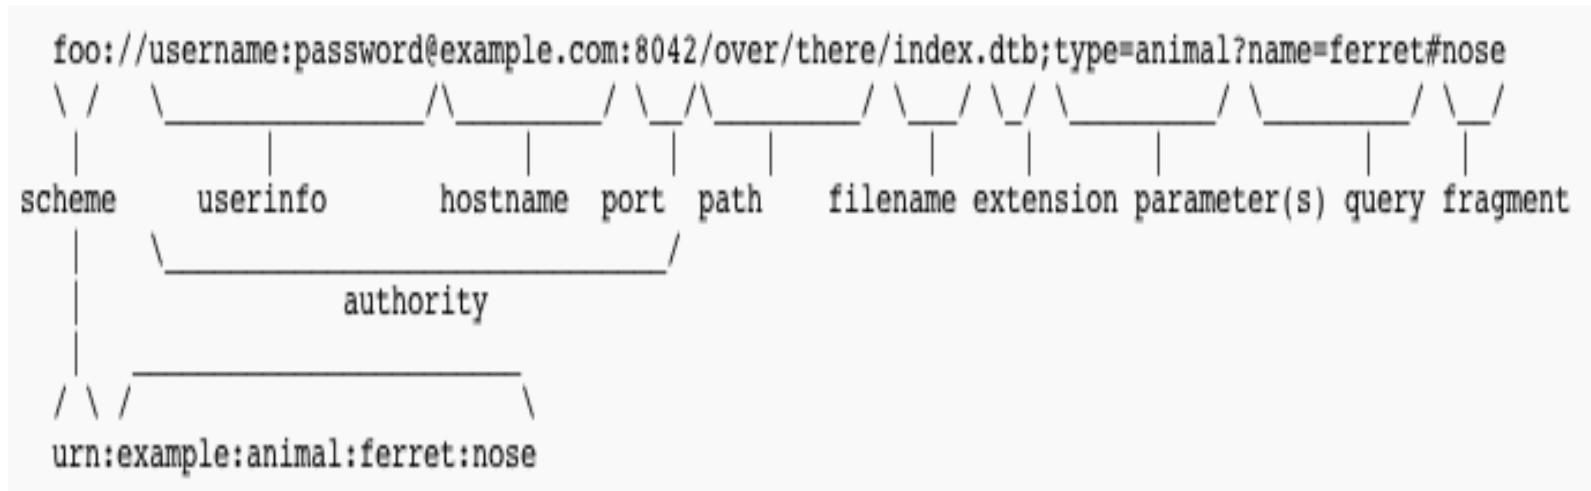 foo://username:password@example.com:8042/over/there/index.dtb;type=animal?name=ferret#nose
scheme userinfo hostname port path filename extension parameter(s) query fragment
authority
urn:example:animal:ferret:nose